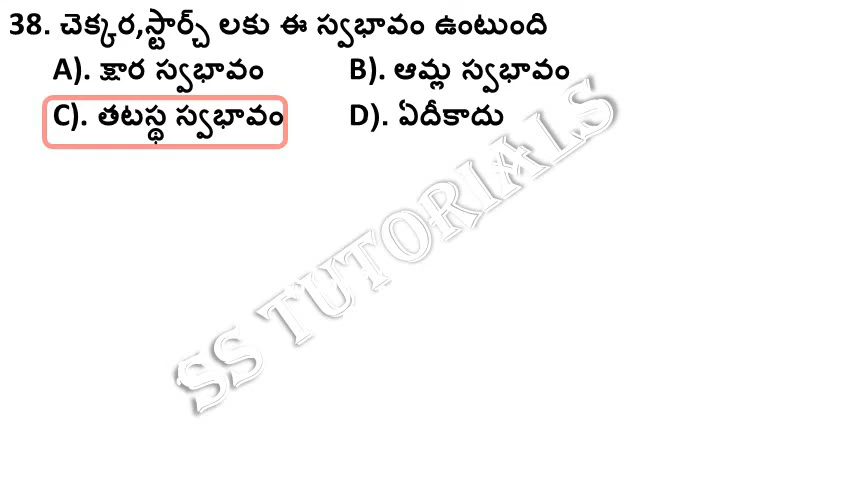 38. చెక్కర,స్టార్చ్ లకు ఈ స్వభావం ఉంటుంది
A). క్షార స్వభావం B). ఆమ్ల స్వభావం
C). తటస్థ స్వభావం D). ఏదీకాదు
SS TUTORIALS